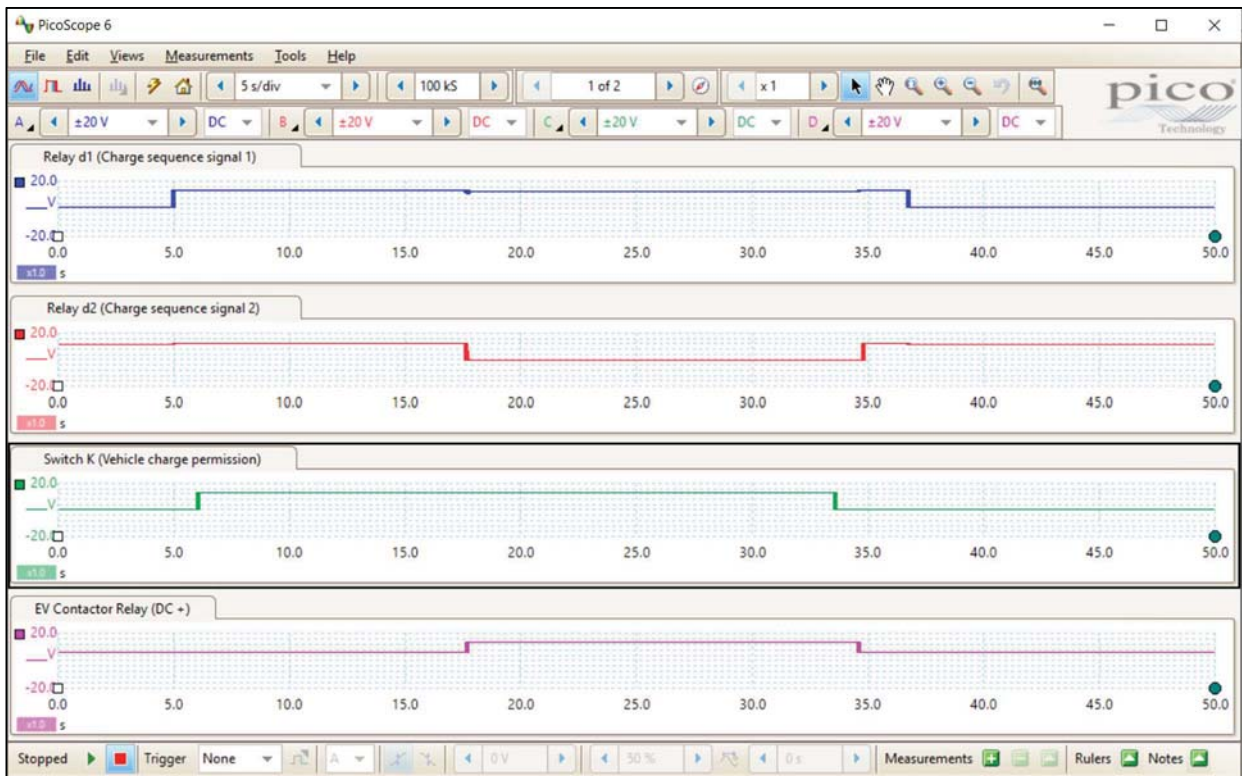 PicoScope 6
File Edit Views Measurements Tools Help
5 s/div 100 kS 1 of 2 x 1
pico
Technology
A ±20 V DC B ±20 V DC C ±20 V DC D ±20 V DC
Relay d1 (Charge sequence signal 1)
20.0
V
-20.0
0.0 5.0 10.0 15.0 20.0 25.0 30.0 35.0 40.0 45.0 50.0
x1.0 s
Relay d2 (Charge sequence signal 2)
20.0
V
-20.0
0.0 5.0 10.0 15.0 20.0 25.0 30.0 35.0 40.0 45.0 50.0
x1.0 s
Switch K (Vehicle charge permission)
20.0
V
-20.0
0.0 5.0 10.0 15.0 20.0 25.0 30.0 35.0 40.0 45.0 50.0
x1.0 s
EV Contactor Relay (DC +)
20.0
V
-20.0
0.0 5.0 10.0 15.0 20.0 25.0 30.0 35.0 40.0 45.0 50.0
x1.0 s
Stopped Trigger None A 0 V 50 % 0 s Measurements Rulers Notes